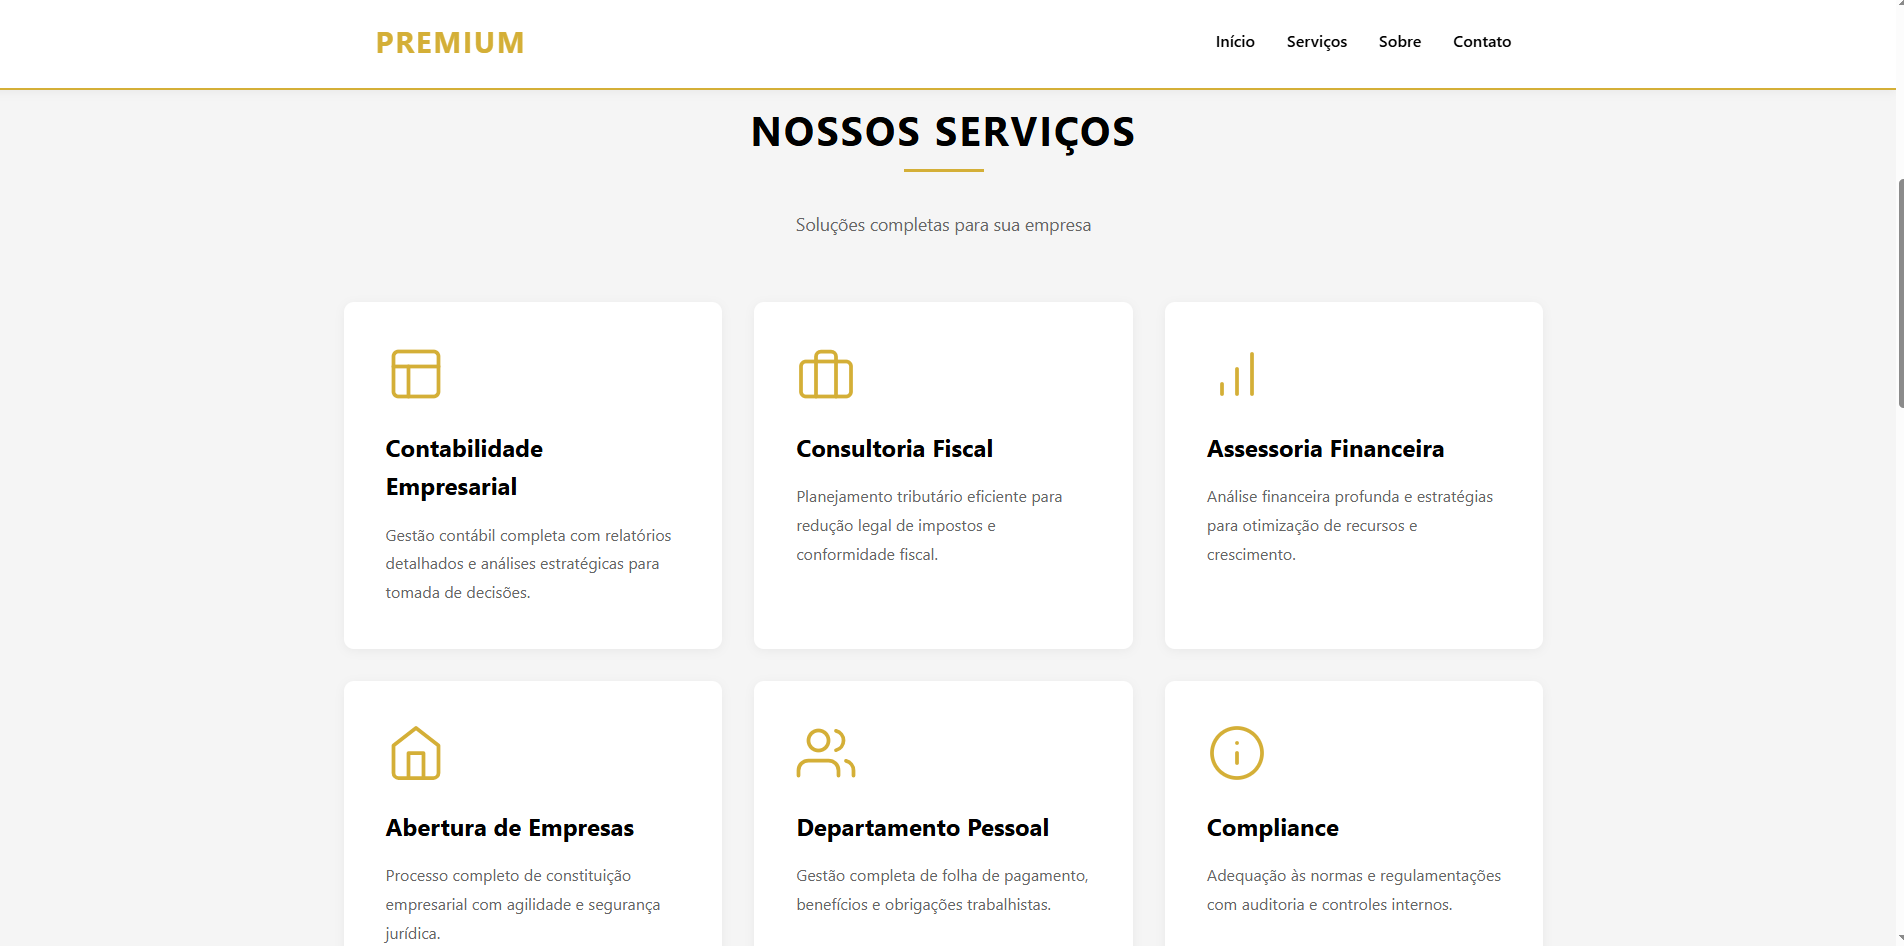 PREMIUM
Início Serviços Sobre Contato
NOSSOS SERVIÇOS
Soluções completas para sua empresa
Contabilidade
Empresarial
Gestão contábil completa com relatórios
detalhados e análises estratégicas para
tomada de decisões.
Consultoria Fiscal
Planejamento tributário eficiente para
redução legal de impostos e
conformidade fiscal.
Assessoria Financeira
Análise financeira profunda e estratégias
para otimização de recursos e
crescimento.
Abertura de Empresas
Processo completo de constituição
empresarial com agilidade e segurança
jurídica.
Departamento Pessoal
Gestão completa de folha de pagamento,
benefícios e obrigações trabalhistas.
Compliance
Adequação às normas e regulamentações
com auditoria e controles internos.